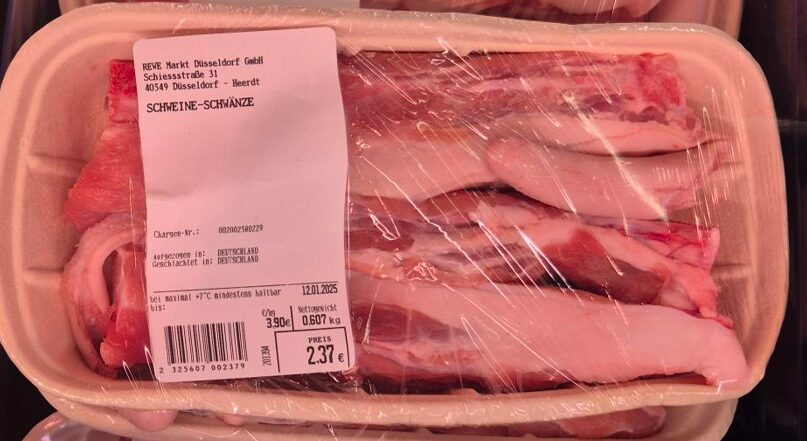 REWE Markt Düsseldorf GmbH
Schiessstraße 31
40549 Düsseldorf - Heerdt
SCHWEINE-SCHWÄNZE
Chargen-Nr.: 002002580229
Aufgezogen in: DEUTSCHLAND
Geschlachtet in: DEUTSCHLAND
bei maximal +7°C mindestens haltbar
bis: 12.01.2025
€/kg Nettogewicht
3,90€ 0.607 kg
PREIS
2.37 €
201394
2 325607 002379